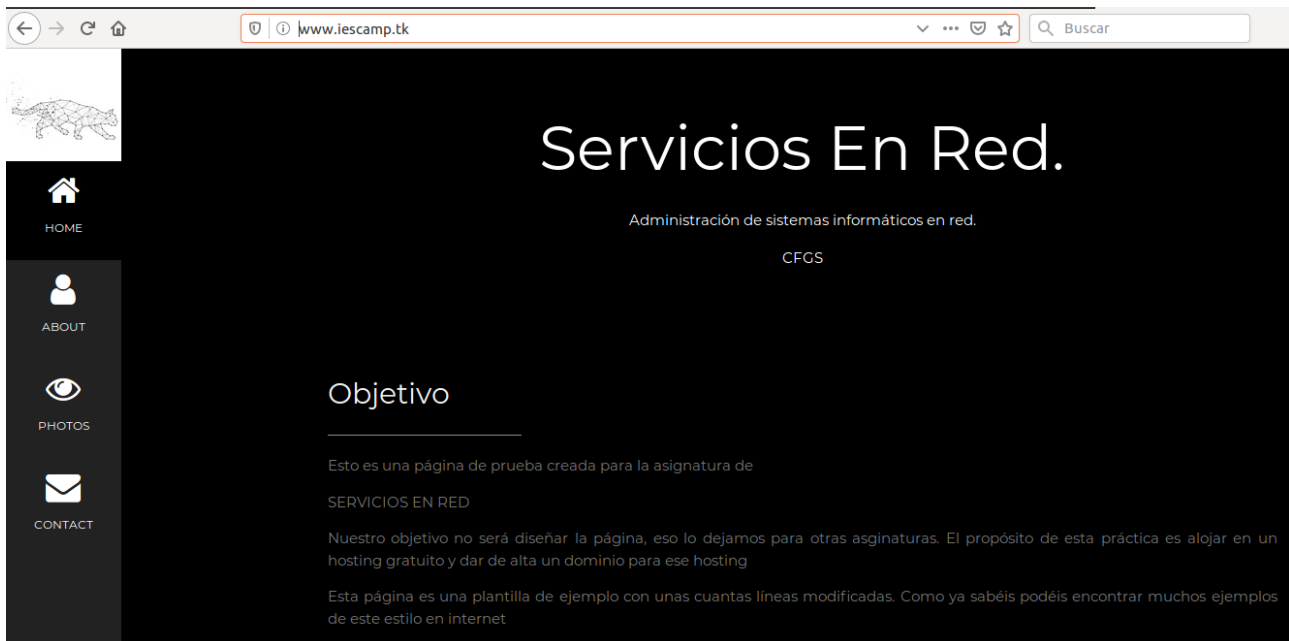 www.iescamp.tk
Buscar
HOME
ABOUT
PHOTOS
CONTACT
Servicios En Red.
Administración de sistemas informáticos en red.
CFGS
Objetivo
Esto es una página de prueba creada para la asignatura de
SERVICIOS EN RED
Nuestro objetivo no será diseñar la página, eso lo dejamos para otras asginaturas. El propósito de esta práctica es alojar en un
hosting gratuito y dar de alta un dominio para ese hosting
Esta página es una plantilla de ejemplo con unas cuantas líneas modificadas. Como ya sabéis podéis encontrar muchos ejemplos
de este estilo en internet